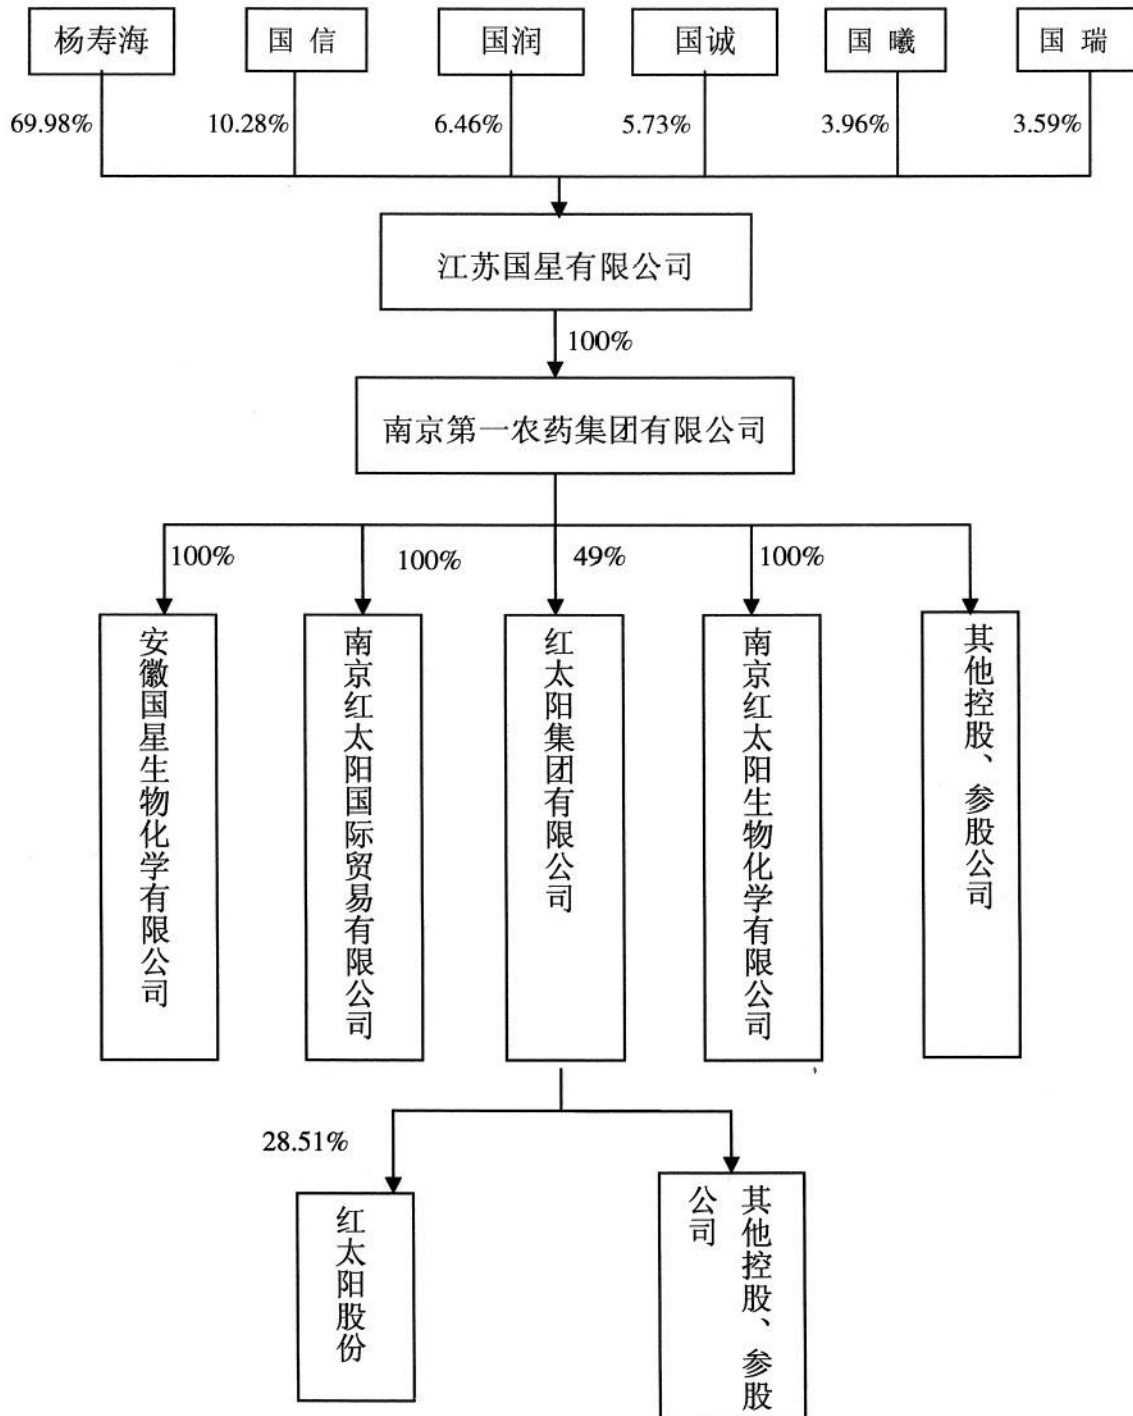 杨寿海
国 信
国润
国诚
国 曦
国 瑞
69.98%
10.28%
6.46%
5.73%
3.96%
3.59%
江苏国星有限公司
100%
南京第一农药集团有限公司
100%
100%
49%
100%
安徽国星生物化学有限公司
南京红太阳国际贸易有限公司
红太阳集团有限公司
南京红太阳生物化学有限公司
其他控股、参股公司
28.51%
红太阳股份
其他控股、参股
公司